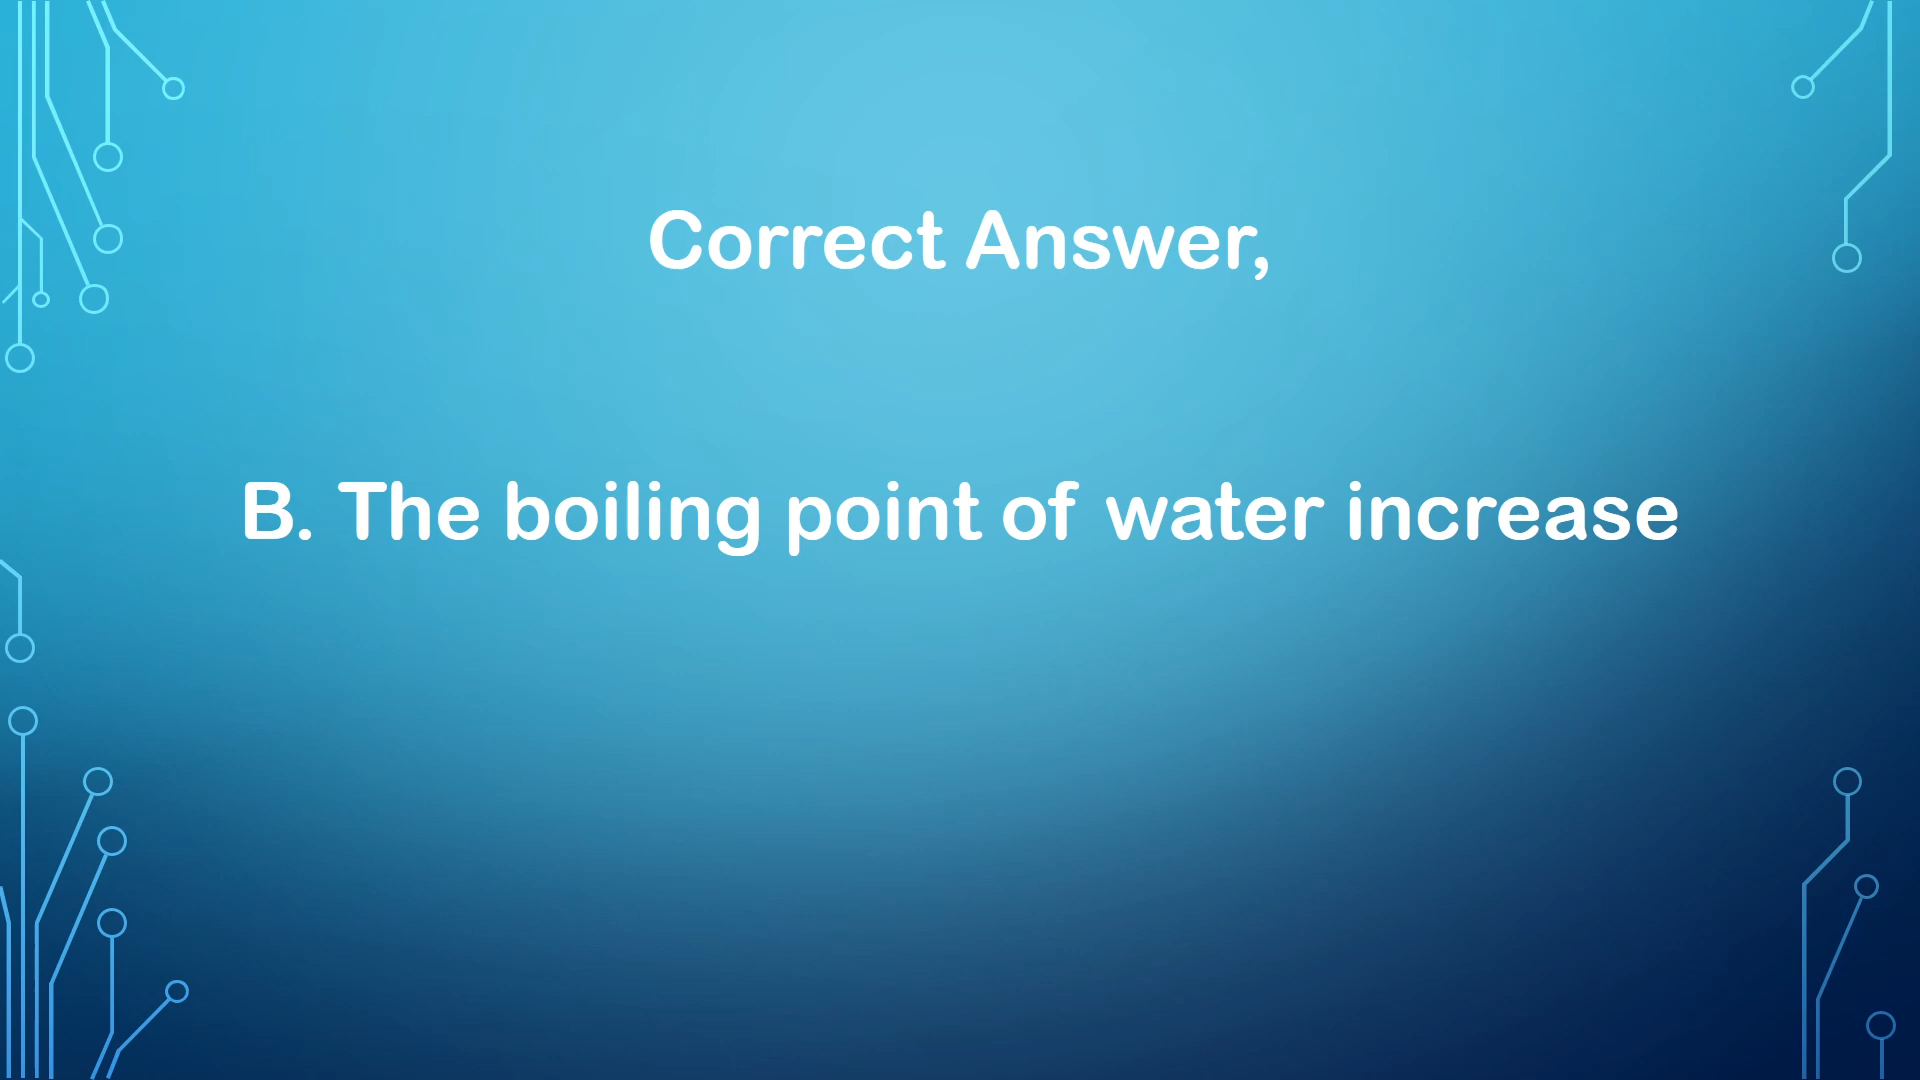 Correct Answer,
B. The boiling point of water increase